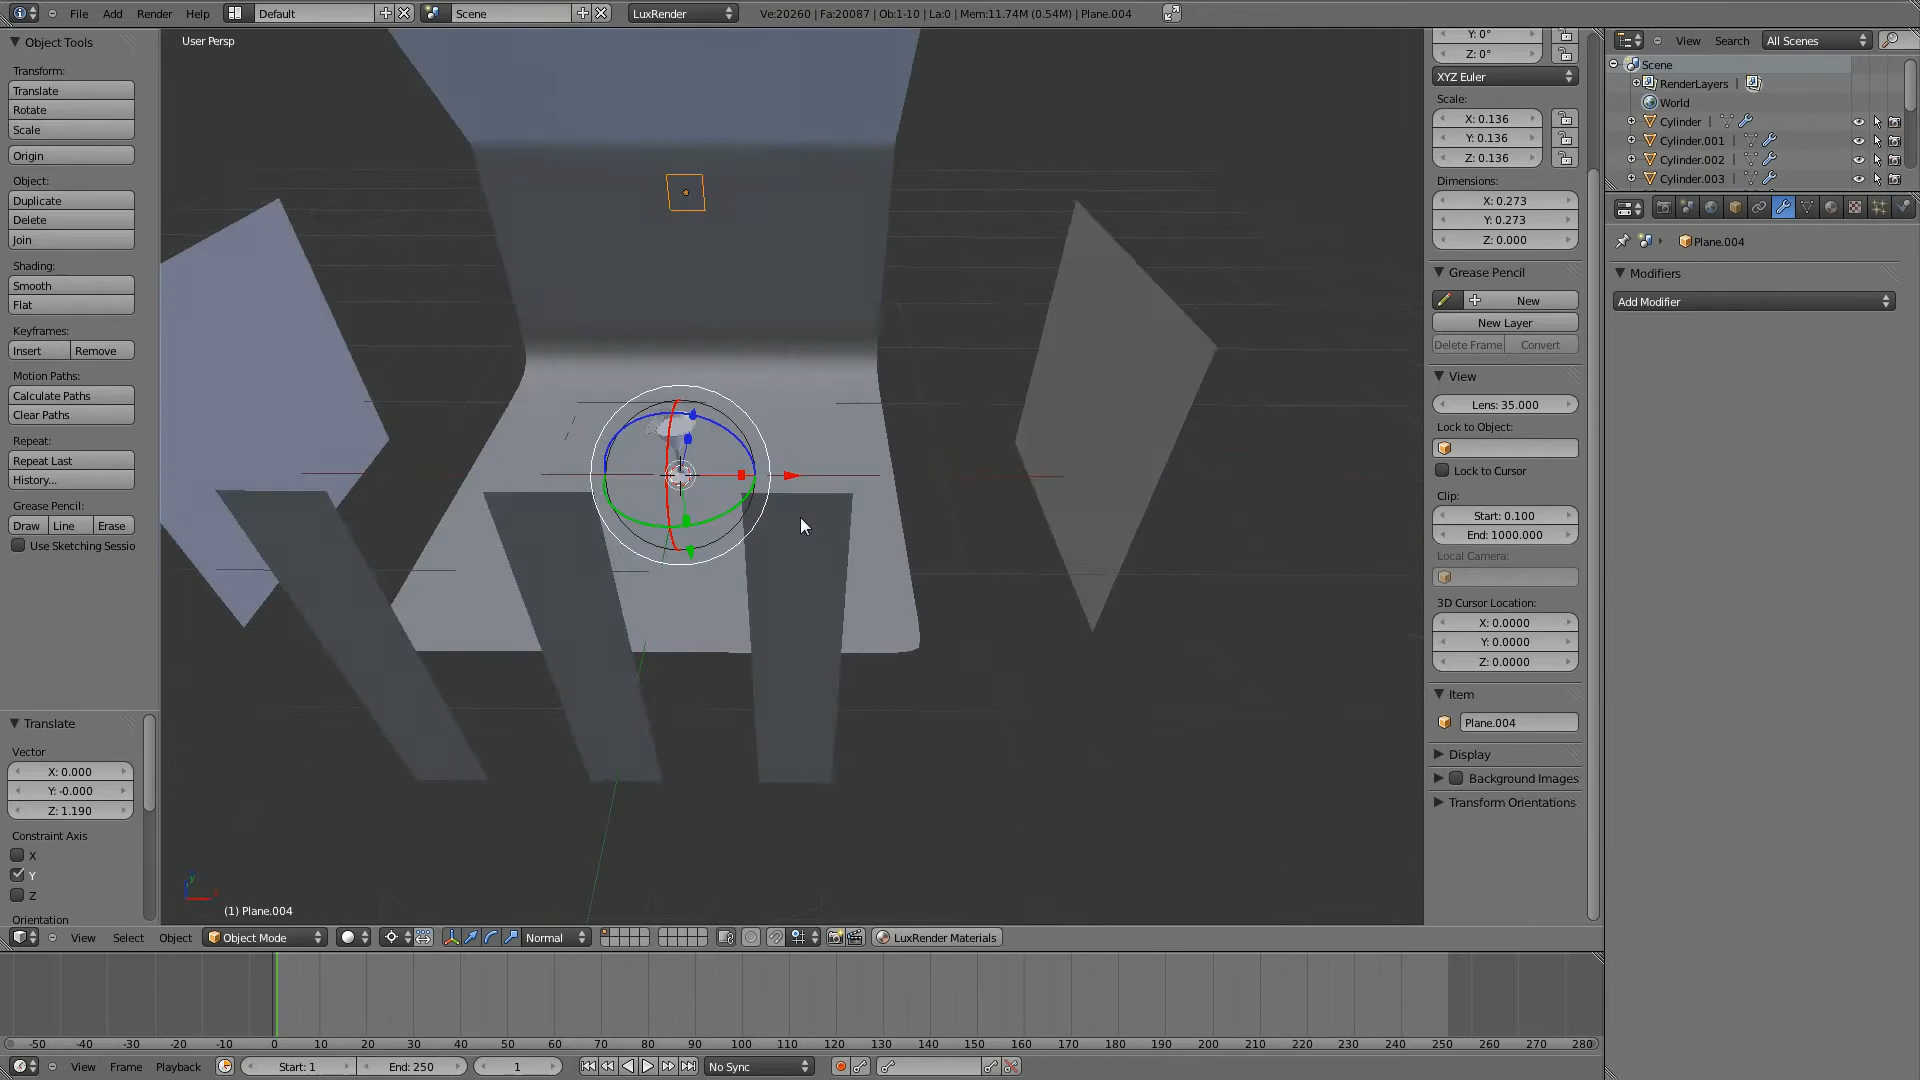 File Add Render Help Default Scene LuxRender Ve:20260 | Fa:20087 | Ob:1-10 | La:0 | Mem:11.74M (0.54M) | Plane.004
Object Tools
Transform:
Translate
Rotate
Scale
Origin
Object:
Duplicate
Delete
Join
Shading:
Smooth
Flat
Keyframes:
Insert Remove
Motion Paths:
Calculate Paths
Clear Paths
Repeat:
Repeat Last
History...
Grease Pencil:
Draw Line Erase
Use Sketching Sessio
Translate
Vector
X: 0.000
Y: -0.000
Z: 1.190
Constraint Axis
X
Y
Z
Orientation
User Persp
(1) Plane.004
Y: 0°
Z: 0°
XYZ Euler
Scale:
X: 0.136
Y: 0.136
Z: 0.136
Dimensions:
X: 0.273
Y: 0.273
Z: 0.000
Grease Pencil
New
New Layer
Delete Frame Convert
View
Lens: 35.000
Lock to Object:
Lock to Cursor
Clip:
Start: 0.100
End: 1000.000
Local Camera:
3D Cursor Location:
X: 0.0000
Y: 0.0000
Z: 0.0000
Item
Plane.004
Display
Background Images
Transform Orientations
View Search All Scenes
Scene
RenderLayers |
World
Cylinder |
Cylinder.001 |
Cylinder.002 |
Cylinder.003 |
Plane.004
Modifiers
Add Modifier
View Select Object Object Mode Normal LuxRender Materials
-50 -40 -30 -20 -10 0 10 20 30 40 50 60 70 80 90 100 110 120 130 140 150 160 170 180 190 200 210 220 230 240 250 260 270 280
View Frame Playback Start: 1 End: 250 1 No Sync